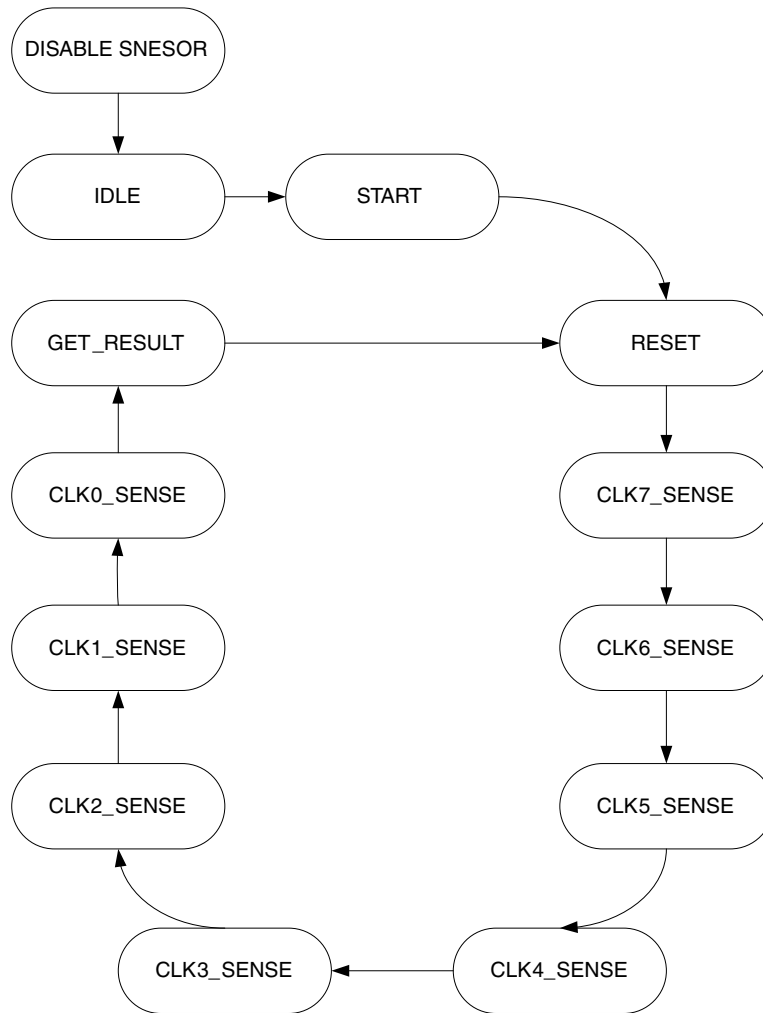 DISABLE SNESOR
IDLE
START
GET_RESULT
RESET
CLK0_SENSE
CLK7_SENSE
CLK1_SENSE
CLK6_SENSE
CLK2_SENSE
CLK5_SENSE
CLK3_SENSE
CLK4_SENSE